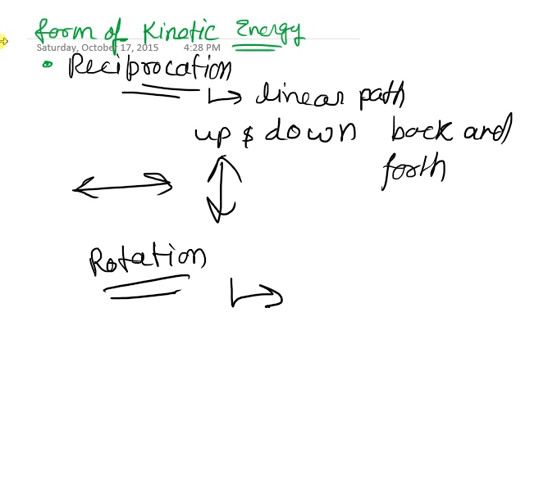 form of Kinetic Energy
Saturday, October 17, 2015 4:28 PM
• Reciprocation
linear path
up & down back and
forth
Rotation